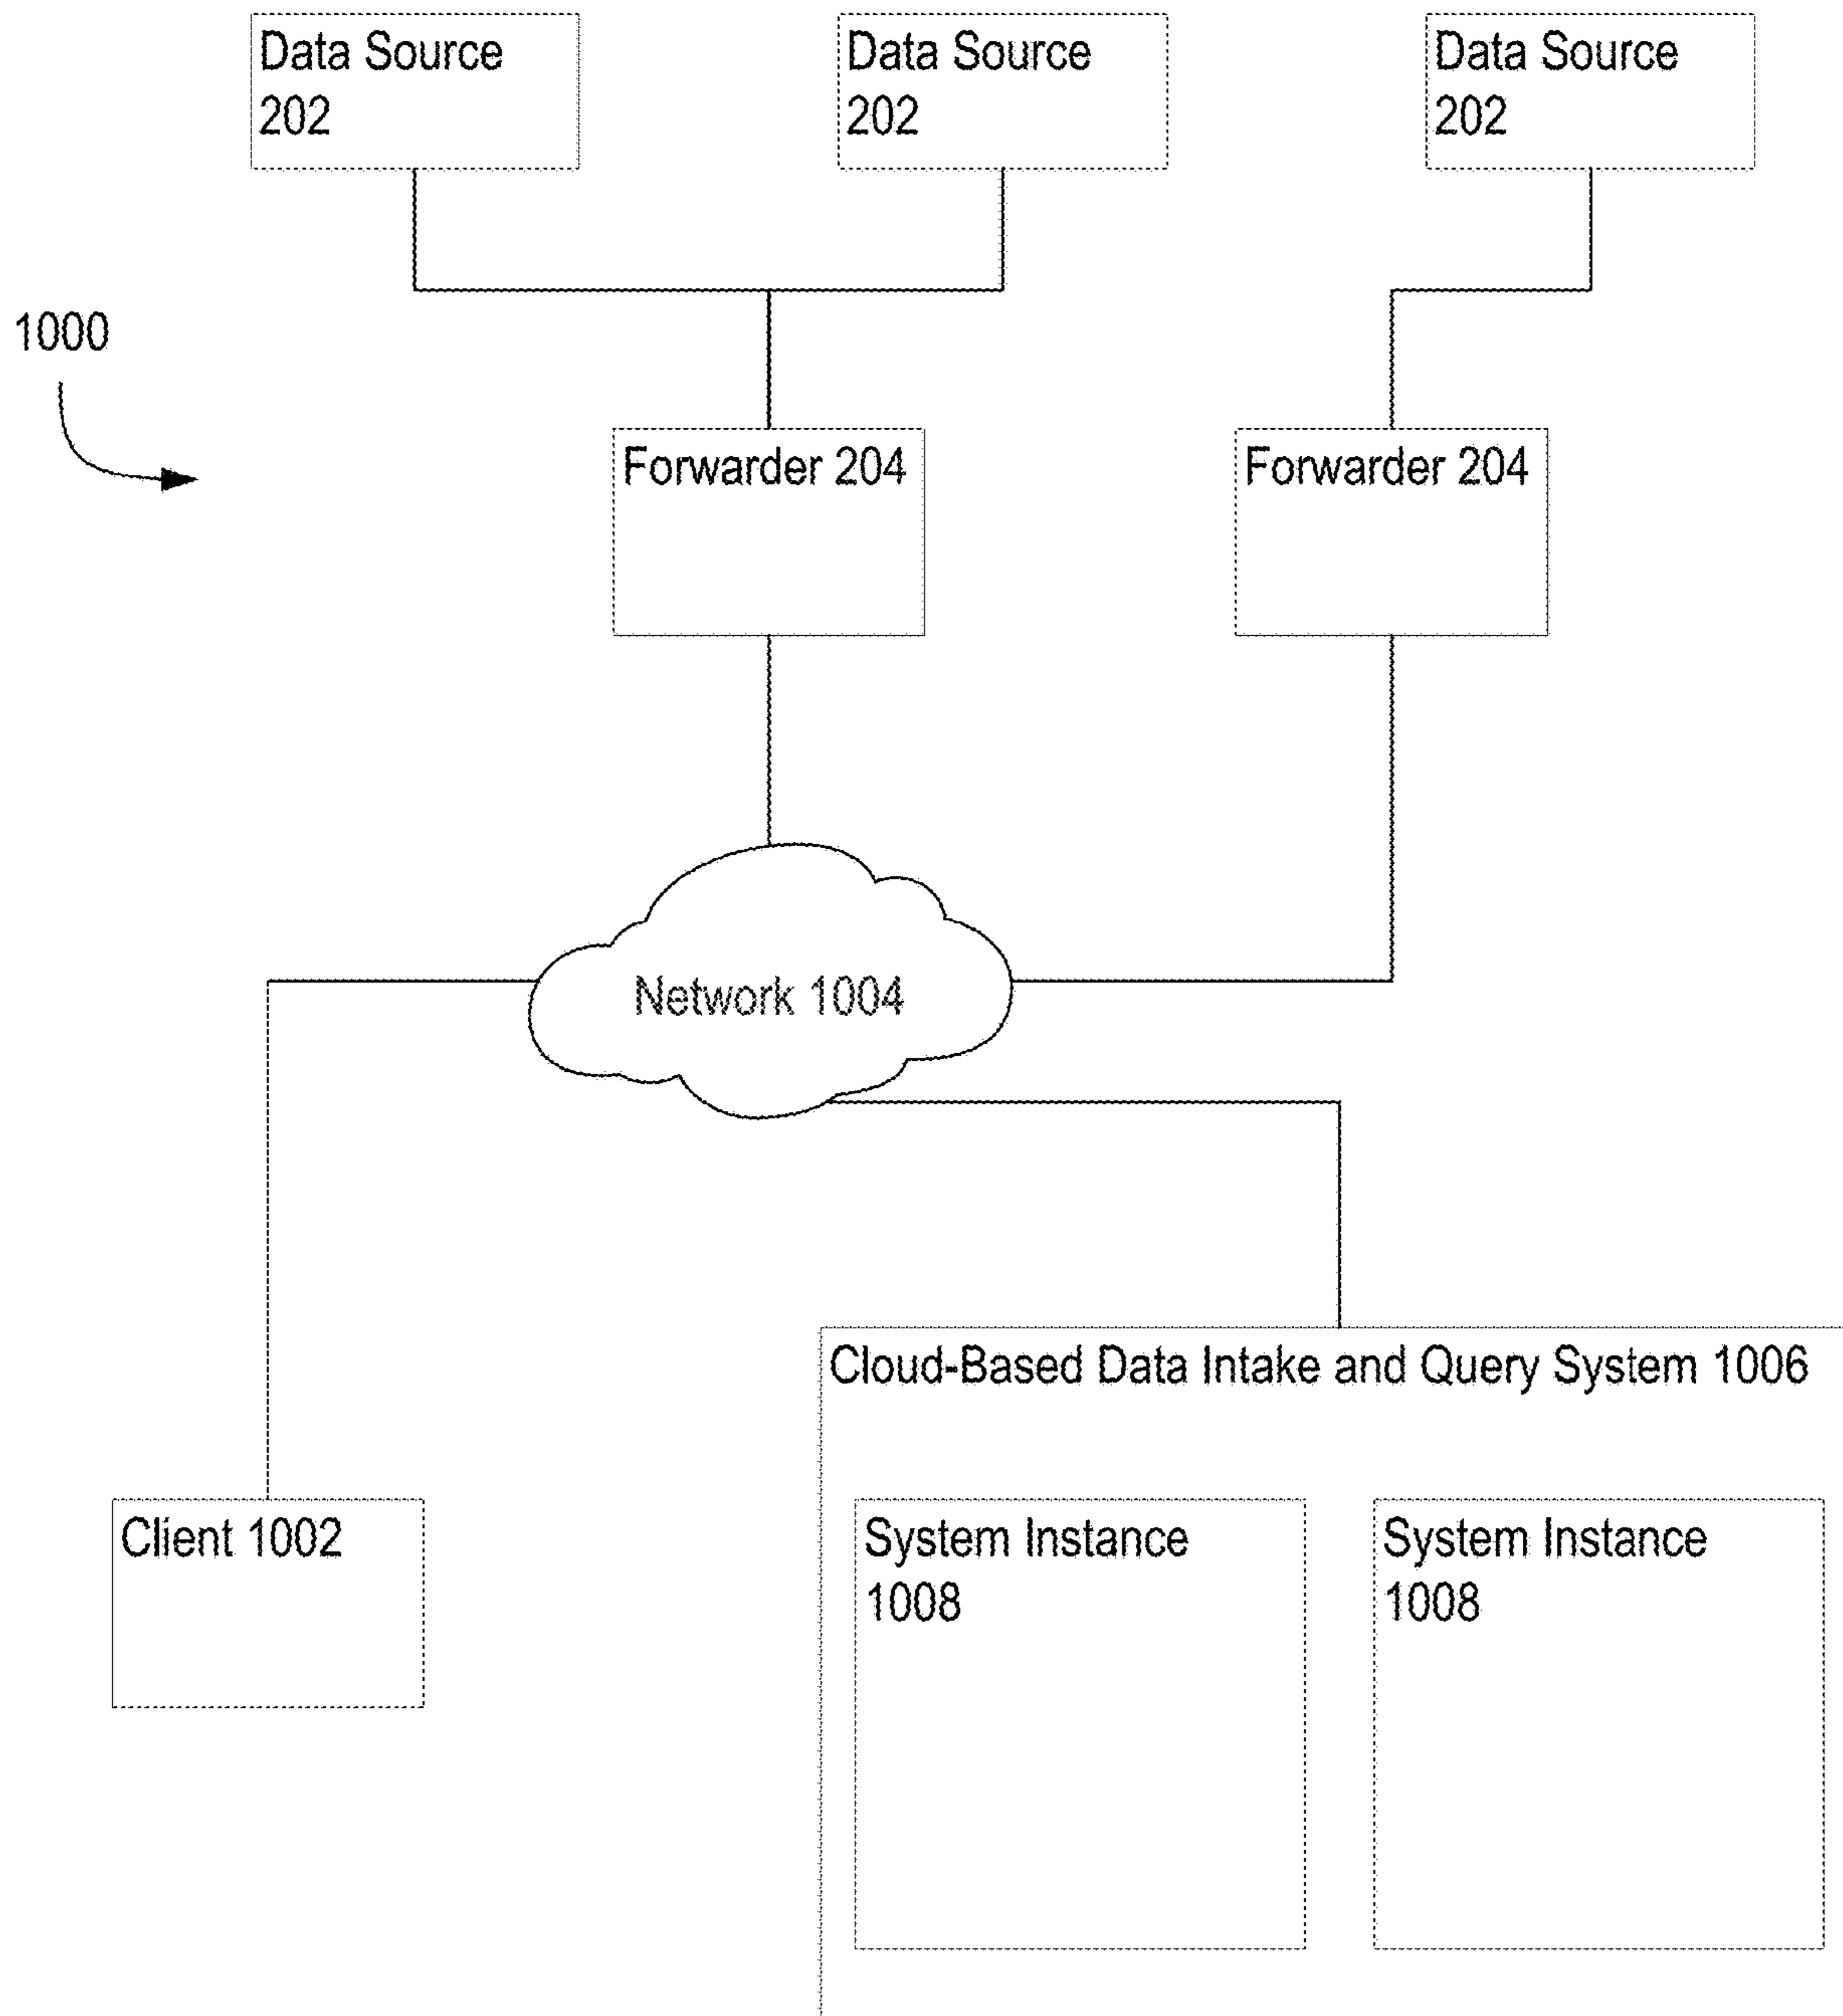 Data Source
202
Data Source
202
Data Source
202
1000
Forwarder 204
Forwarder 204
Network 1004
Cloud-Based Data Intake and Query System 1006
Client 1002
System Instance
1008
System Instance
1008